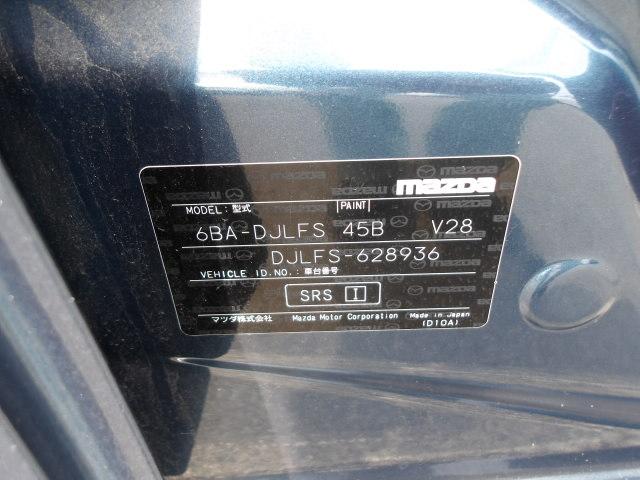 mazda
MODEL: 型式 PAINT
6BA-DJLFS 45B V28
DJLFS-628936
VEHICLE ID.NO.: 車台番号
SRS I
マツダ株式会社 Mazda Motor Corporation Made in Japan
(D10A)